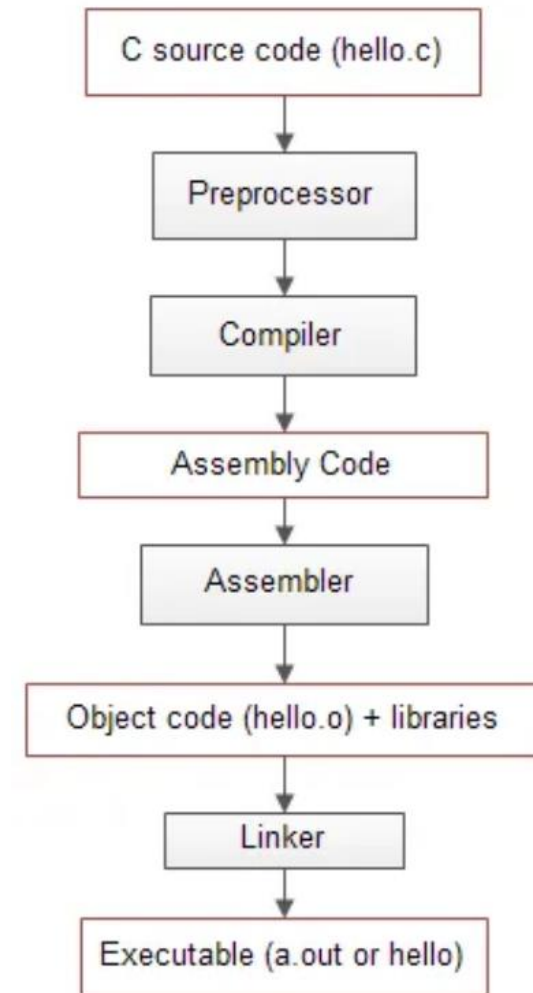 C source code (hello.c)
Preprocessor
Compiler
Assembly Code
Assembler
Object code (hello.o) + libraries
Linker
Executable (a.out or hello)